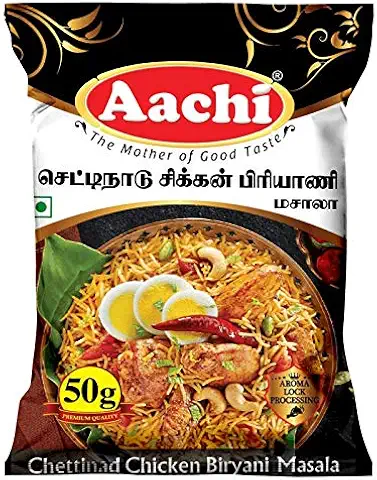 Aachi®
The Mother of Good Taste
செட்டிநாடு சிக்கன் பிரியாணி
மசாலா
50g
PREMIUM QUALITY
AROMA
LOCK
PROCESSING
Chettinad Chicken Biryani Masala